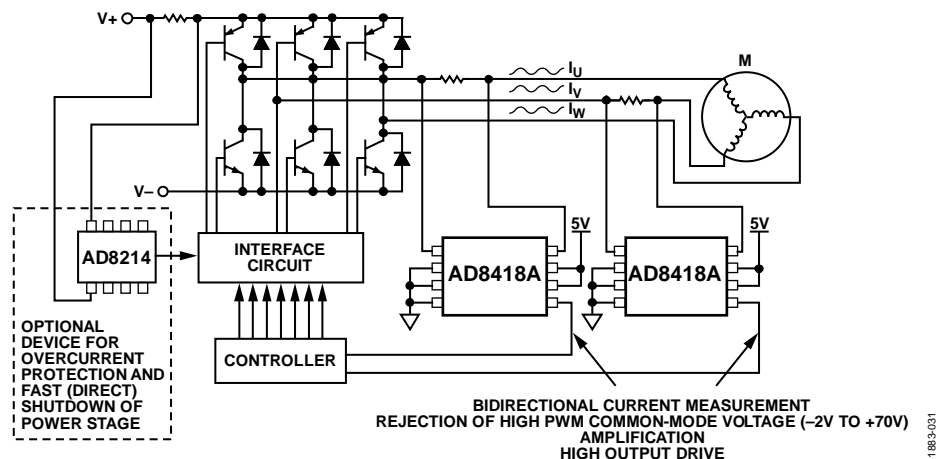 V+
M
IU
IV
IW
V–
5V
5V
AD8214
INTERFACE
CIRCUIT
AD8418A
AD8418A
OPTIONAL
DEVICE FOR
OVERCURRENT
PROTECTION AND
FAST (DIRECT)
SHUTDOWN OF
POWER STAGE
CONTROLLER
BIDIRECTIONAL CURRENT MEASUREMENT
REJECTION OF HIGH PWM COMMON-MODE VOLTAGE (–2V TO +70V)
AMPLIFICATION
HIGH OUTPUT DRIVE
1883-031